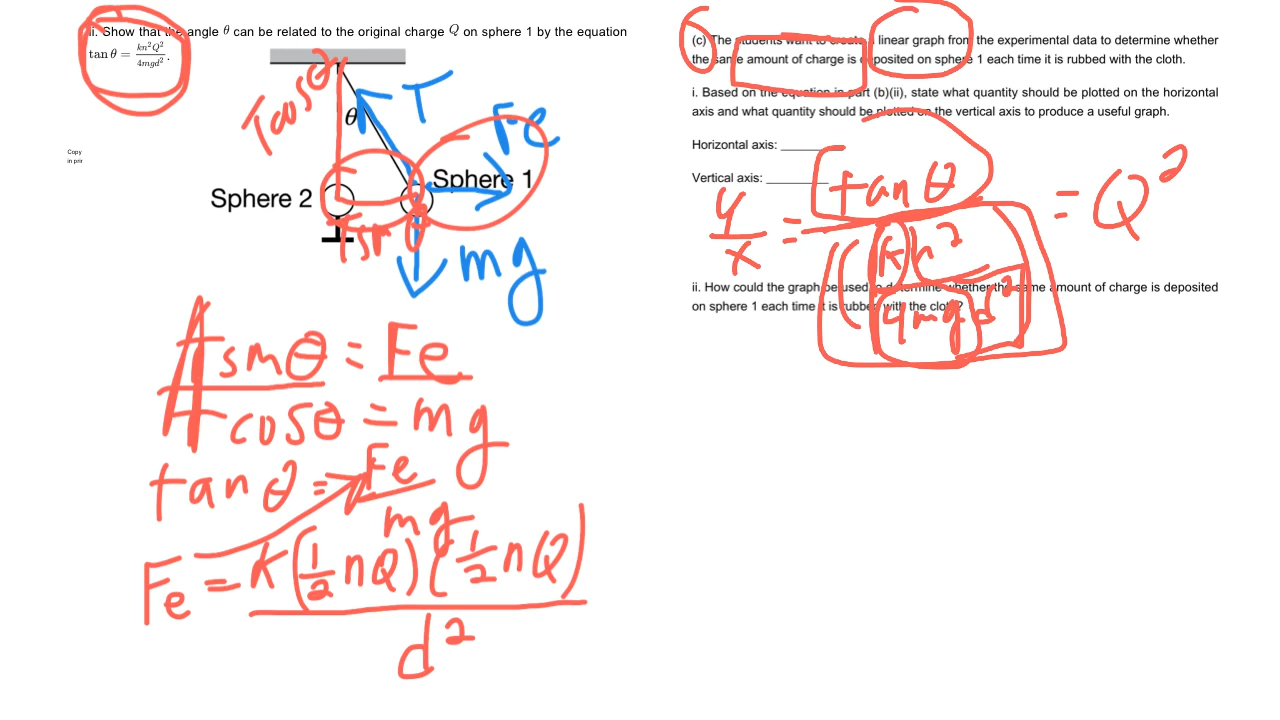 ii. Show that the angle θ can be related to the original charge Q on sphere 1 by the equation
tan θ = kn²Q² / 4mgd² .
Copy
in prir
Tcosθ
θ
T
Fe
Sphere 1
Sphere 2
mg
Tsinθ = Fe
Tcosθ = mg
tanθ = Fe / mg
Fe = k(½nQ)(½nQ) / d²
(c) The students want to create a linear graph from the experimental data to determine whether
the same amount of charge is deposited on sphere 1 each time it is rubbed with the cloth.
i. Based on the equation in part (b)(ii), state what quantity should be plotted on the horizontal
axis and what quantity should be plotted on the vertical axis to produce a useful graph.
Horizontal axis:
Vertical axis:
y/x = tanθ / (kn² / 4mgd²) = Q²
ii. How could the graph be used to determine whether the same amount of charge is deposited
on sphere 1 each time it is rubbed with the cloth?